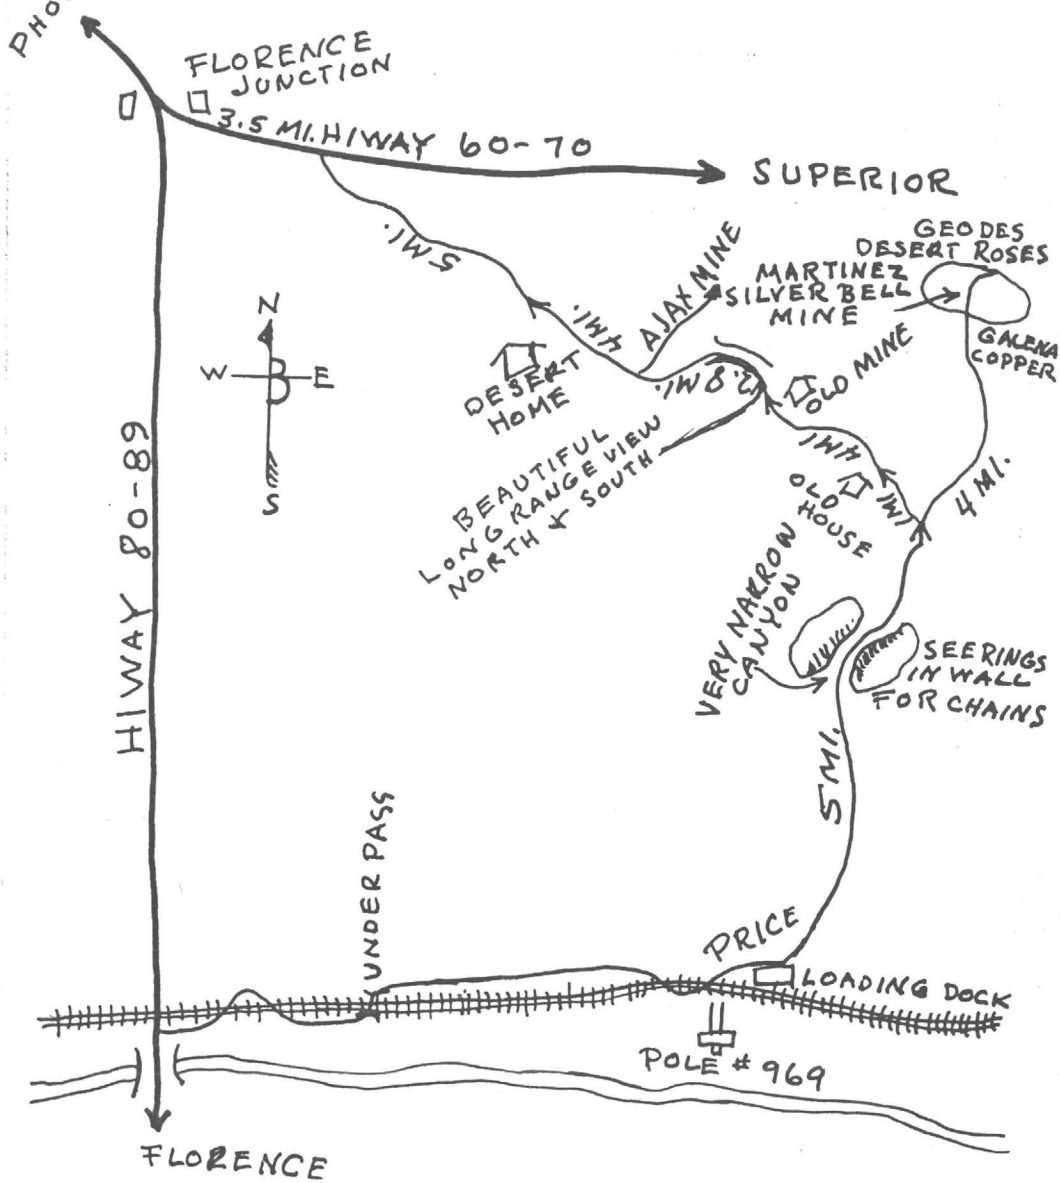 PHO
FLORENCE
JUNCTION
3.5 MI. HIWAY 60-70
SUPERIOR
5 MI.
GEODES
DESERT ROSES
MARTINEZ
SILVER BELL
MINE
AJAX MINE
GALENA
COPPER
N
W E
S
4 MI.
DESERT
HOME
3.8 MI.
OLD MINE
4 MI
BEAUTIFUL
LONG RANGE VIEW
NORTH & SOUTH
OLD
HOUSE
1 MI
4 MI.
HIWAY 80-89
VERY NARROW
CANYON
SEE RINGS
IN WALL
FOR CHAINS
5 MI.
UNDER PASS
PRICE
LOADING DOCK
POLE # 969
FLORENCE